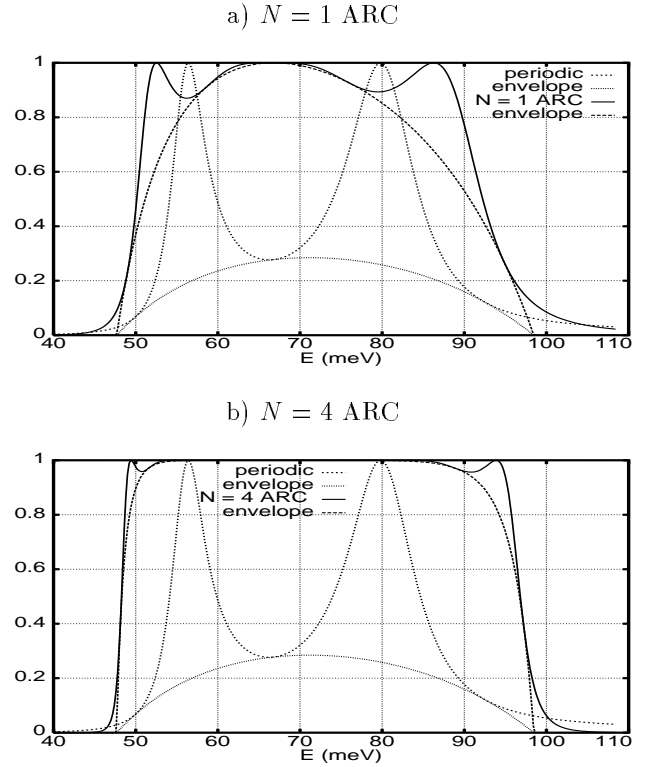 a) N = 1 ARC
1
0.8
0.6
0.4
0.2
0
periodic
envelope
N = 1 ARC
envelope
40 50 60 70 80 90 100 110
E (meV)
b) N = 4 ARC
1
0.8
0.6
0.4
0.2
0
periodic
envelope
N = 4 ARC
envelope
40 50 60 70 80 90 100 110
E (meV)